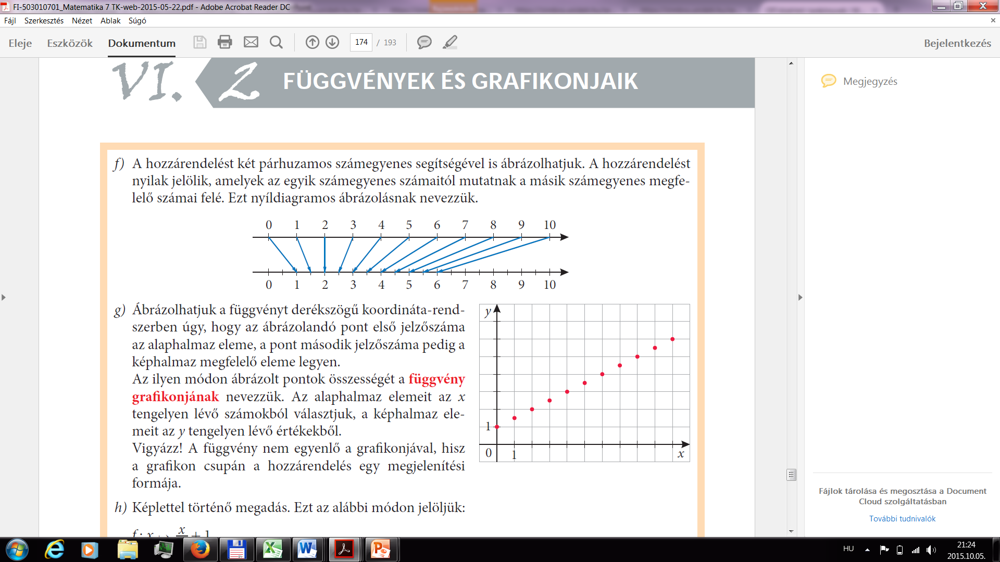 FI-503010701_Matematika 7 TK-web-2015-05-22.pdf - Adobe Acrobat Reader DC
Fájl Szerkesztés Nézet Ablak Súgó
Eleje Eszközök Dokumentum 174 / 193 Bejelentkezés
VI. 2 FÜGGVÉNYEK ÉS GRAFIKONJAIK
Megjegyzés
f) A hozzárendelést két párhuzamos számegyenes segítségével is ábrázolhatjuk. A hozzárendelést
nyilak jelölik, amelyek az egyik számegyenes számaitól mutatnak a másik számegyenes megfe-
lelő számai felé. Ezt nyíldiagramos ábrázolásnak nevezzük.
0 1 2 3 4 5 6 7 8 9 10
0 1 2 3 4 5 6 7 8 9 10
g) Ábrázolhatjuk a függvényt derékszögű koordináta-rend-
szerben úgy, hogy az ábrázolandó pont első jelzőszáma
az alaphalmaz eleme, a pont második jelzőszáma pedig a
képhalmaz megfelelő eleme legyen.
Az ilyen módon ábrázolt pontok összességét a függvény
grafikonjának nevezzük. Az alaphalmaz elemeit az x
tengelyen lévő számokból választjuk, a képhalmaz ele-
meit az y tengelyen lévő értékekből.
Vigyázz! A függvény nem egyenlő a grafikonjával, hisz
a grafikon csupán a hozzárendelés egy megjelenítési
formája.
y
1
0 1 x
h) Képlettel történő megadás. Ezt az alábbi módon jelöljük:
Fájlok tárolása és megosztása a Document
Cloud szolgáltatásban
További tudnivalók
HU
21:24
2015.10.05.